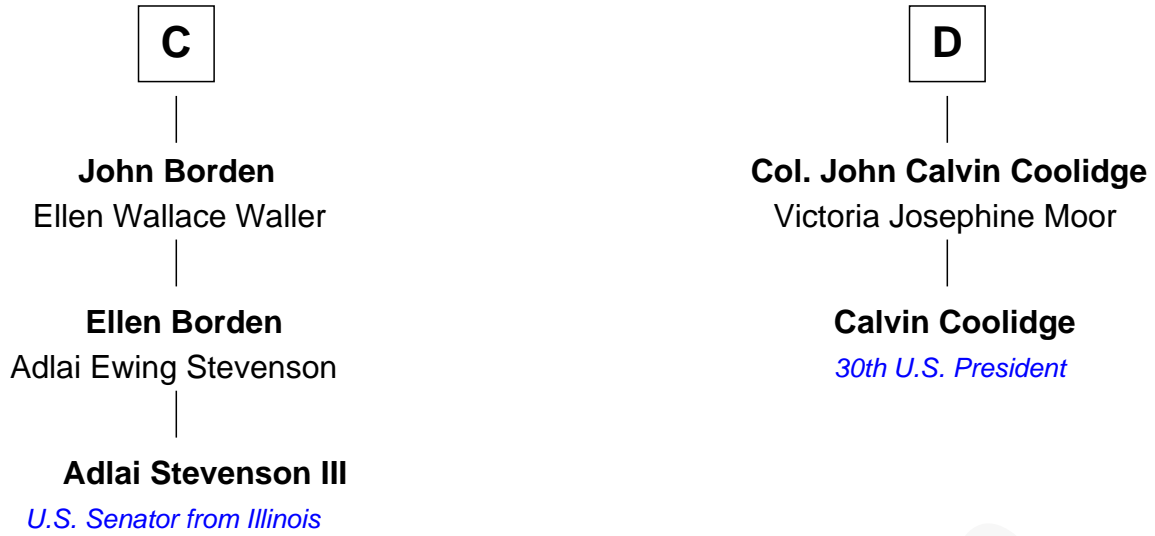 C
John Borden
Ellen Wallace Waller
Ellen Borden
Adlai Ewing Stevenson
Adlai Stevenson III
U.S. Senator from Illinois
D
Col. John Calvin Coolidge
Victoria Josephine Moor
Calvin Coolidge
30th U.S. President